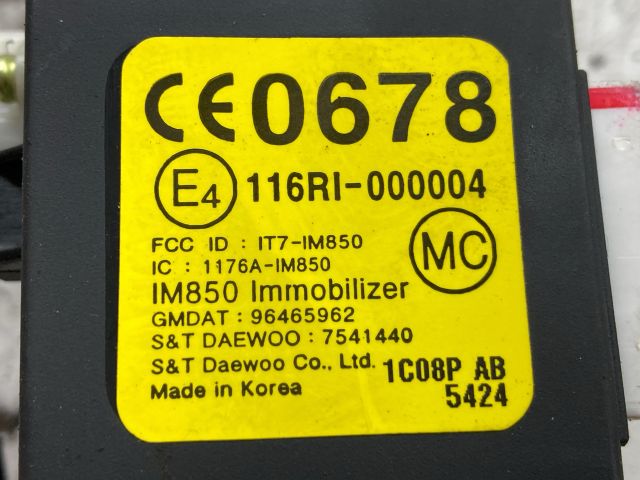 CE0678
E4 116RI-000004
FCC ID : IT7-IM850
IC : 1176A-IM850
MC
IM850 Immobilizer
GMDAT : 96465962
S&T DAEWOO : 7541440
S&T Daewoo Co., Ltd.
1C08P AB
Made in Korea
5424